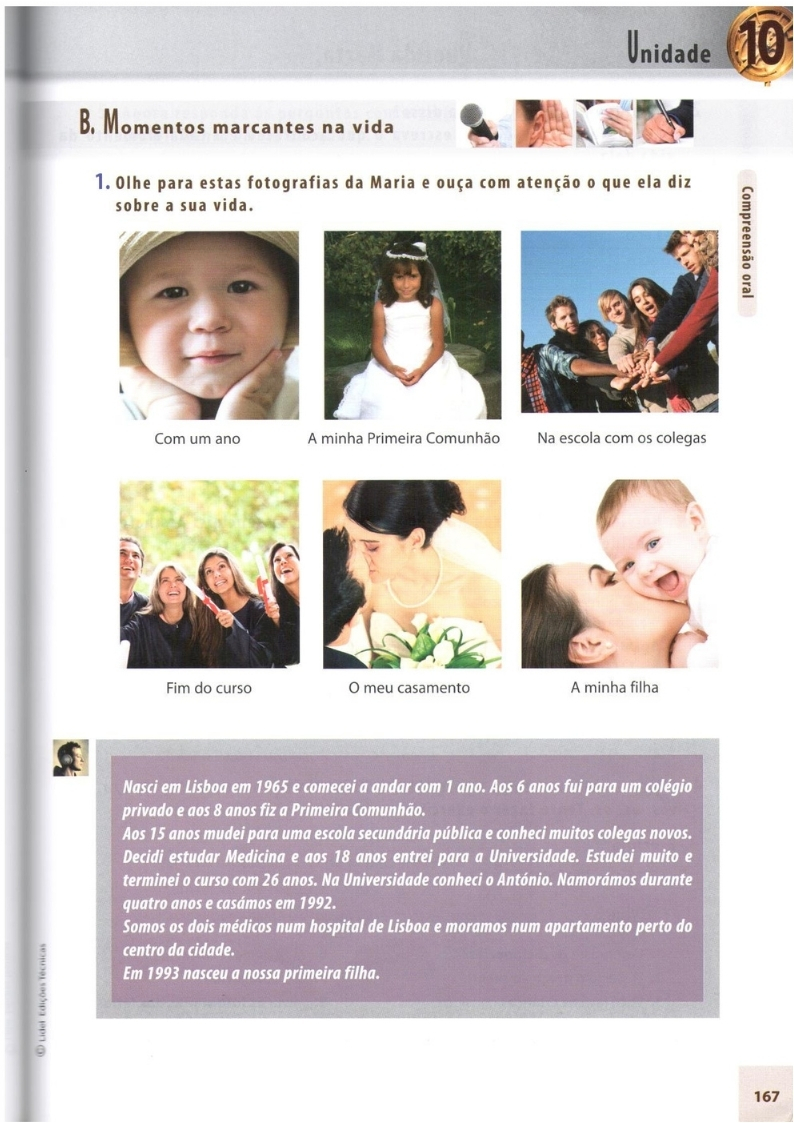 Unidade
10
B. Momentos marcantes na vida
1. Olhe para estas fotografias da Maria e ouça com atenção o que ela diz
sobre a sua vida.
Compreensão oral
Com um ano
A minha Primeira Comunhão
Na escola com os colegas
Fim do curso
O meu casamento
A minha filha
Nasci em Lisboa em 1965 e comecei a andar com 1 ano. Aos 6 anos fui para um colégio
privado e aos 8 anos fiz a Primeira Comunhão.
Aos 15 anos mudei para uma escola secundária pública e conheci muitos colegas novos.
Decidi estudar Medicina e aos 18 anos entrei para a Universidade. Estudei muito e
terminei o curso com 26 anos. Na Universidade conheci o António. Namorámos durante
quatro anos e casámos em 1992.
Somos os dois médicos num hospital de Lisboa e moramos num apartamento perto do
centro da cidade.
Em 1993 nasceu a nossa primeira filha.
© Lidel Edições Técnicas
167